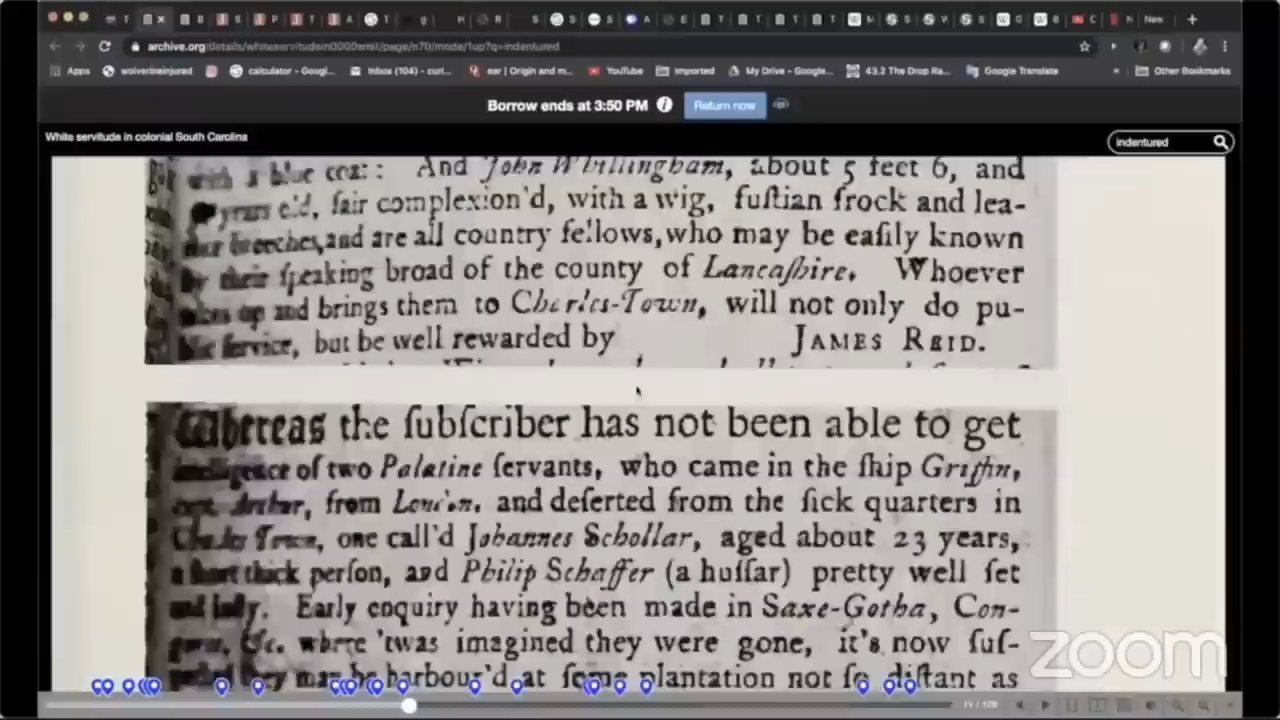 New
archive.org/details/whiteservitudein0000smit/page/n70/mode/1up?q=indentured
Apps wolverineinjured calculator - Googl... Inbox (104) - curl... ear | Origin and m... YouTube Imported My Drive - Google... 43.2 The Drop Ra... Google Translate Other Bookmarks
Borrow ends at 3:50 PM Return now
White servitude in colonial South Carolina
indentured
with a blue coat: And John Whillingham, about 5 feet 6, and
years old, fair complexion'd, with a wig, fuſtian frock and lea-
breeches, and are all country fellows, who may be eaſily known
by their ſpeaking broad of the county of Lancaſhire. Whoever
takes up and brings them to Charles-Town, will not only do pu-
ſervice, but be well rewarded by JAMES REID.
Whereas the ſubſcriber has not been able to get
intelligence of two Palatine ſervants, who came in the ſhip Griffin,
from London, and deſerted from the ſick quarters in
Charles Town, one call'd Johannes Schollar, aged about 23 years,
a ſhort thick perſon, and Philip Schaffer (a huſſar) pretty well ſet
and luſty. Early enquiry having been made in Saxe-Gotha, Con-
&c. where 'twas imagined they were gone, it's now ſuſ-
they may be harbour'd at ſome plantation not ſo diſtant as
zoom